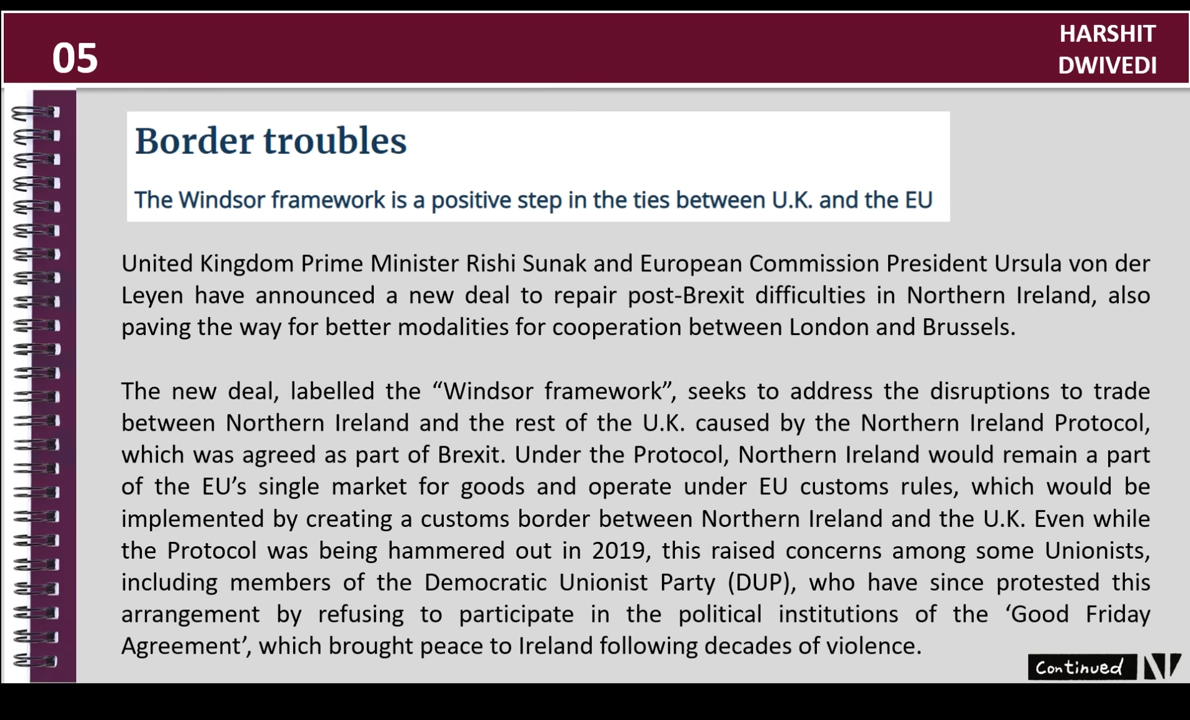 05
HARSHIT
DWIVEDI
Border troubles
The Windsor framework is a positive step in the ties between U.K. and the EU
United Kingdom Prime Minister Rishi Sunak and European Commission President Ursula von der
Leyen have announced a new deal to repair post-Brexit difficulties in Northern Ireland, also
paving the way for better modalities for cooperation between London and Brussels.
The new deal, labelled the “Windsor framework”, seeks to address the disruptions to trade
between Northern Ireland and the rest of the U.K. caused by the Northern Ireland Protocol,
which was agreed as part of Brexit. Under the Protocol, Northern Ireland would remain a part
of the EU’s single market for goods and operate under EU customs rules, which would be
implemented by creating a customs border between Northern Ireland and the U.K. Even while
the Protocol was being hammered out in 2019, this raised concerns among some Unionists,
including members of the Democratic Unionist Party (DUP), who have since protested this
arrangement by refusing to participate in the political institutions of the ‘Good Friday
Agreement’, which brought peace to Ireland following decades of violence.
Continued